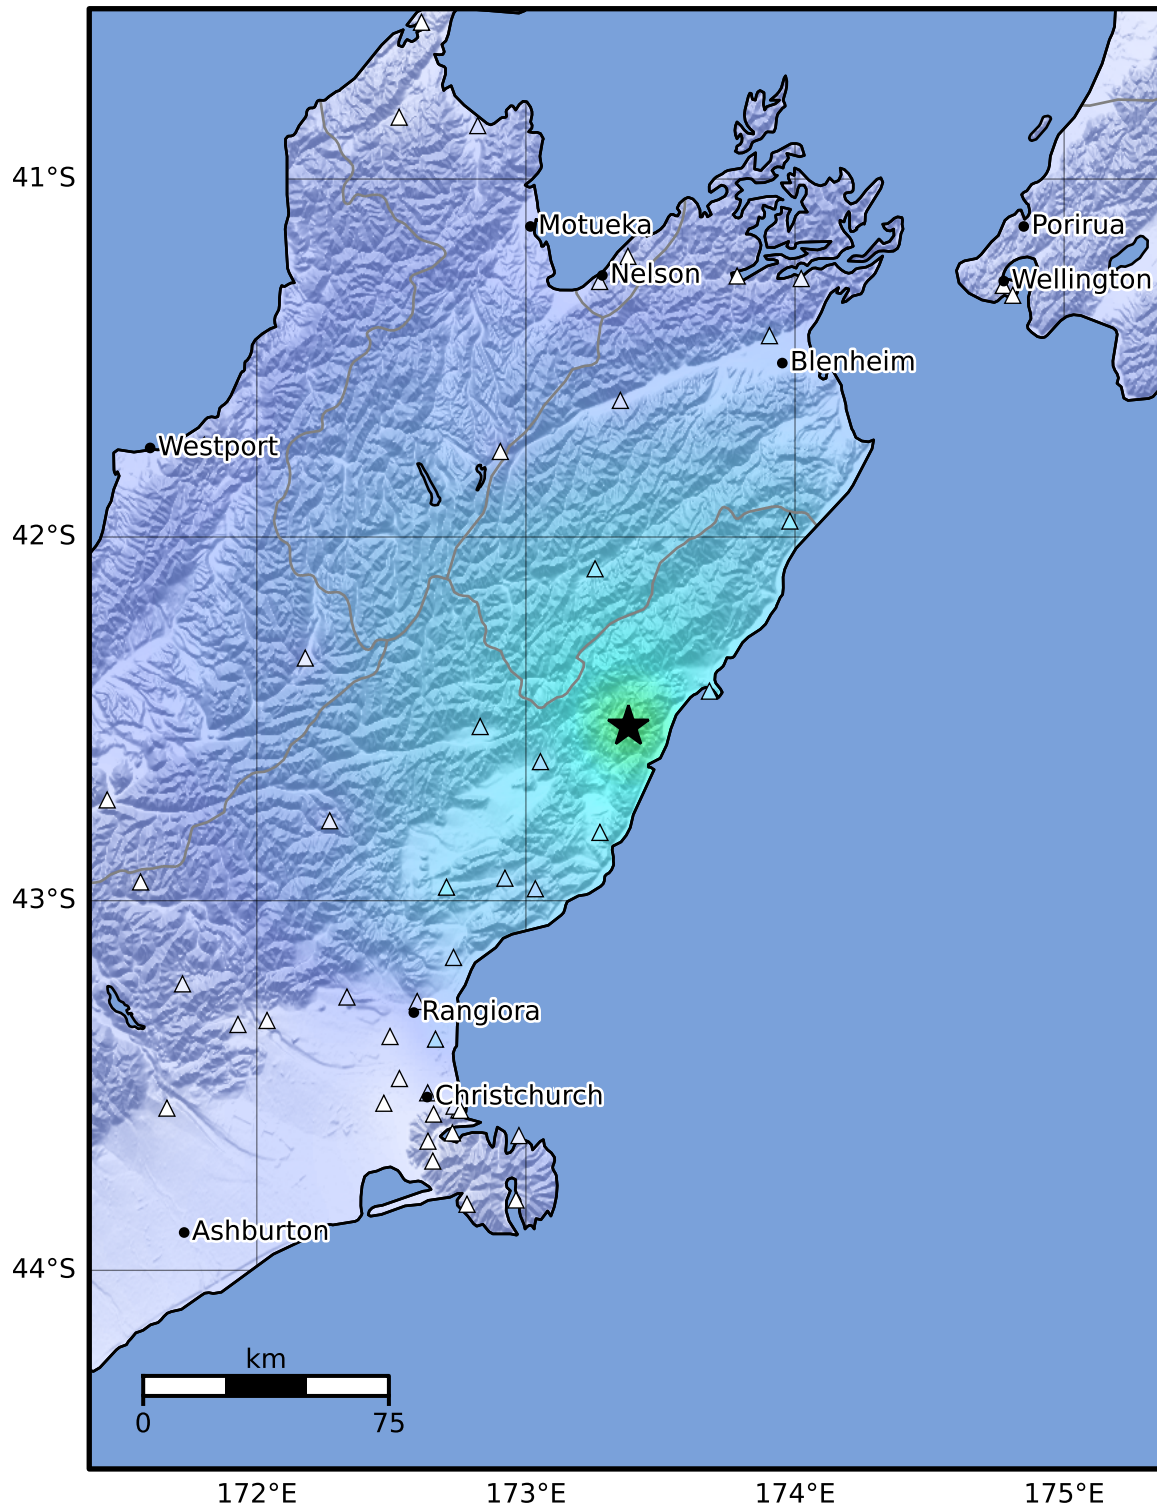 41°S
Motueka
Porirua
Nelson
Wellington
Blenheim
Westport
42°S
43°S
Rangiora
Christchurch
Ashburton
44°S
km
0 75
172°E 173°E 174°E 175°E